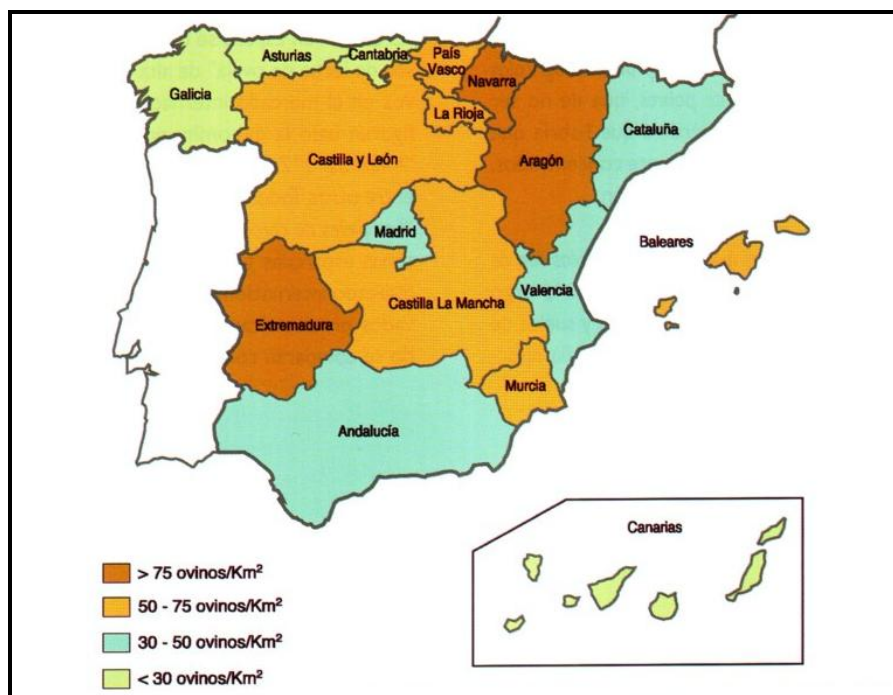 Asturias
Cantabria
País
Vasco
Navarra
Galicia
La Rioja
Cataluña
Castilla y León
Aragón
Madrid
Baleares
Valencia
Castilla La Mancha
Extremadura
Murcia
Andalucía
Canarias
> 75 ovinos/Km²
50 - 75 ovinos/Km²
30 - 50 ovinos/Km²
< 30 ovinos/Km²